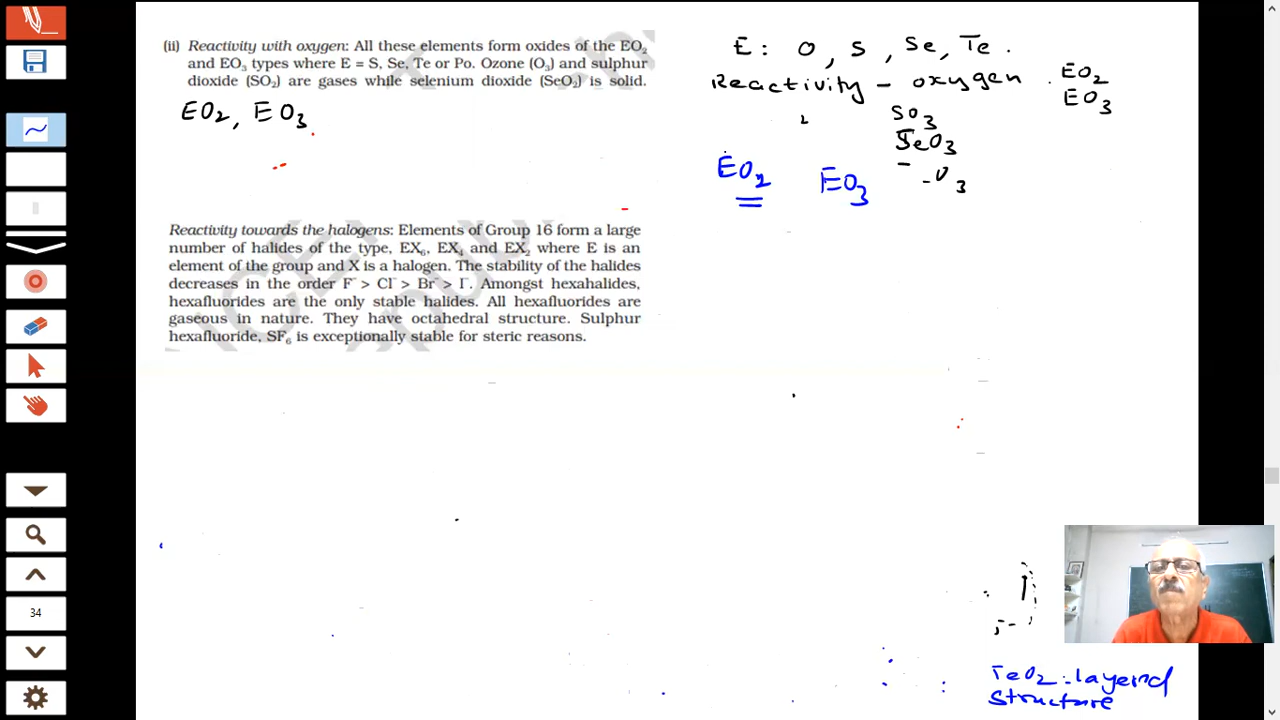 (ii) Reactivity with oxygen: All these elements form oxides of the EO₂
and EO₃ types where E = S, Se, Te or Po. Ozone (O₃) and sulphur
dioxide (SO₂) are gases while selenium dioxide (SeO₂) is solid.
EO₂, EO₃
Reactivity towards the halogens: Elements of Group 16 form a large
number of halides of the type, EX₆, EX₄ and EX₂ where E is an
element of the group and X is a halogen. The stability of the halides
decreases in the order F⁻ > Cl⁻ > Br⁻ > I⁻. Amongst hexahalides,
hexafluorides are the only stable halides. All hexafluorides are
gaseous in nature. They have octahedral structure. Sulphur
hexafluoride, SF₆ is exceptionally stable for steric reasons.
E : O, S, Se, Te.
Reactivity - oxygen . EO₂
EO₃
SO₃
SeO₃
EO₂ EO₃
TeO₂ : layered
structure
34